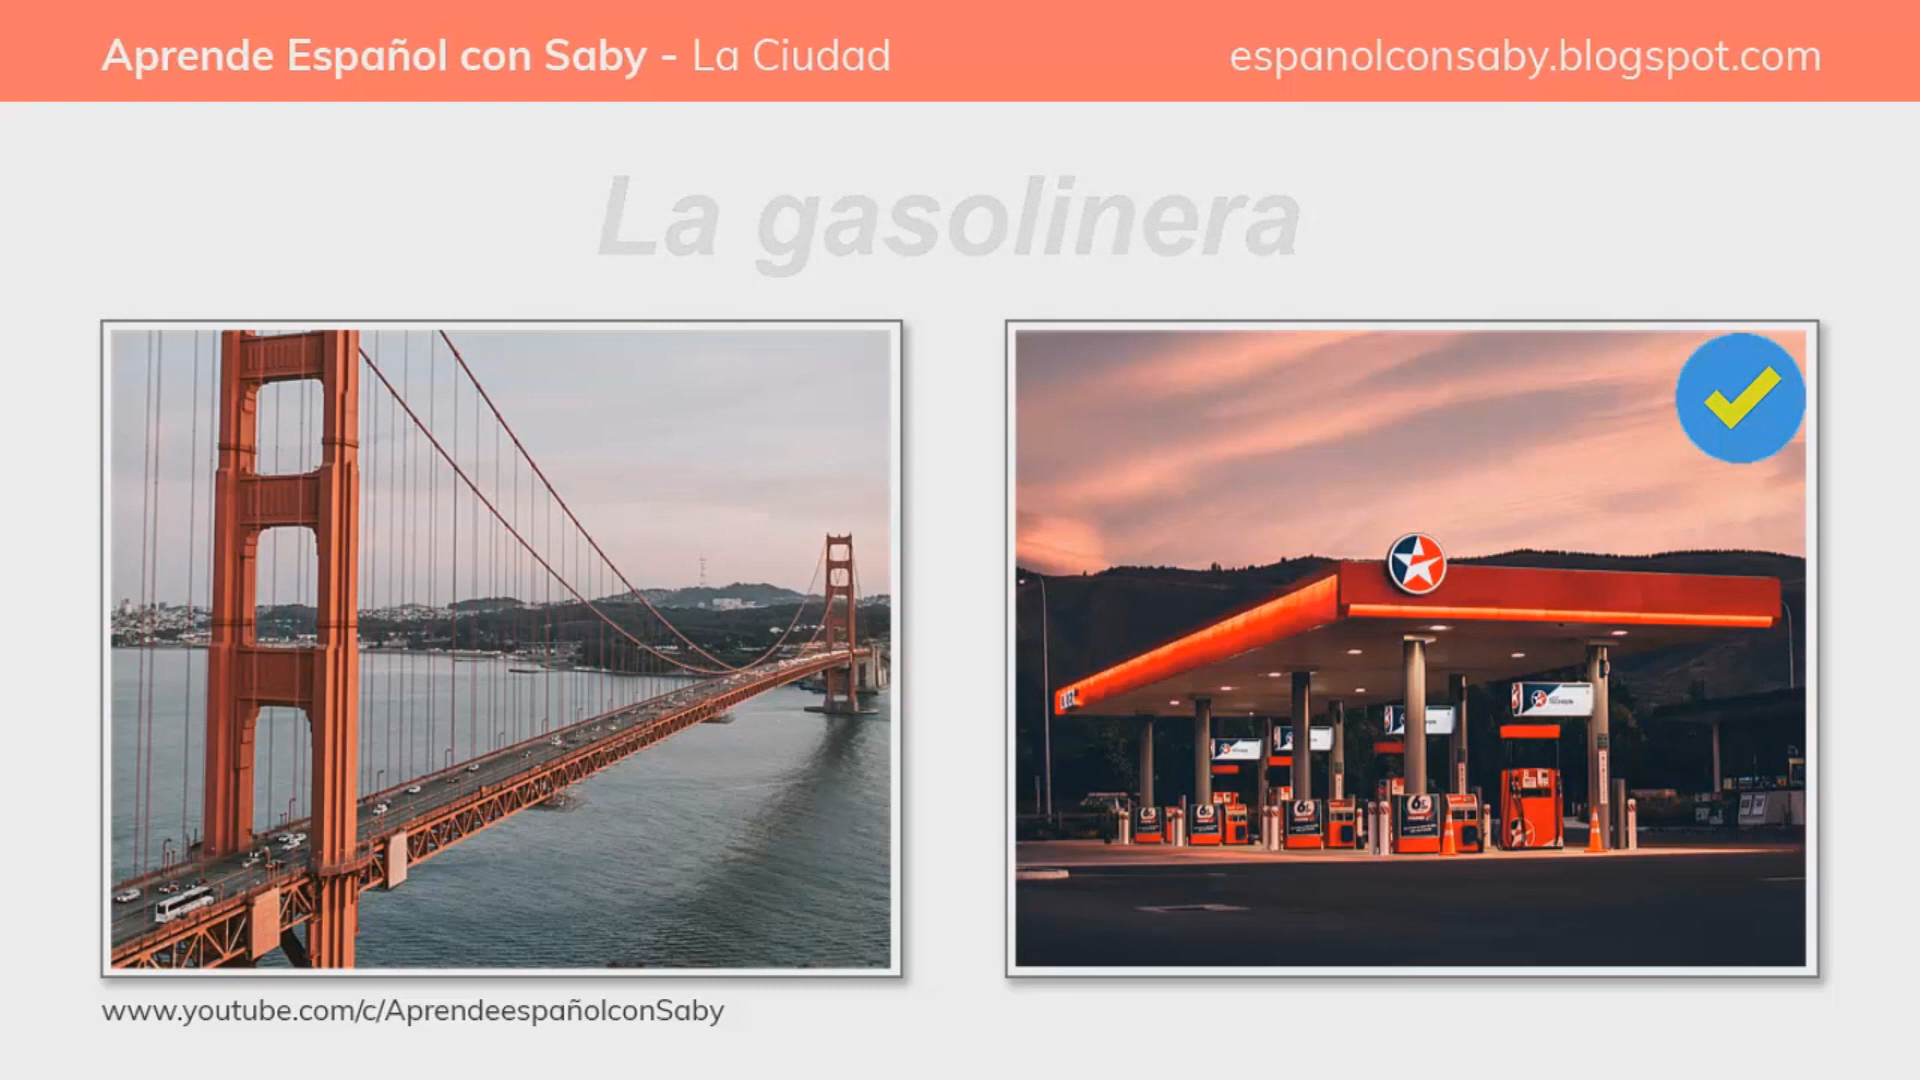 Aprende Español con Saby - La Ciudad
espanolconsaby.blogspot.com
La gasolinera
www.youtube.com/c/AprendeespañolconSaby